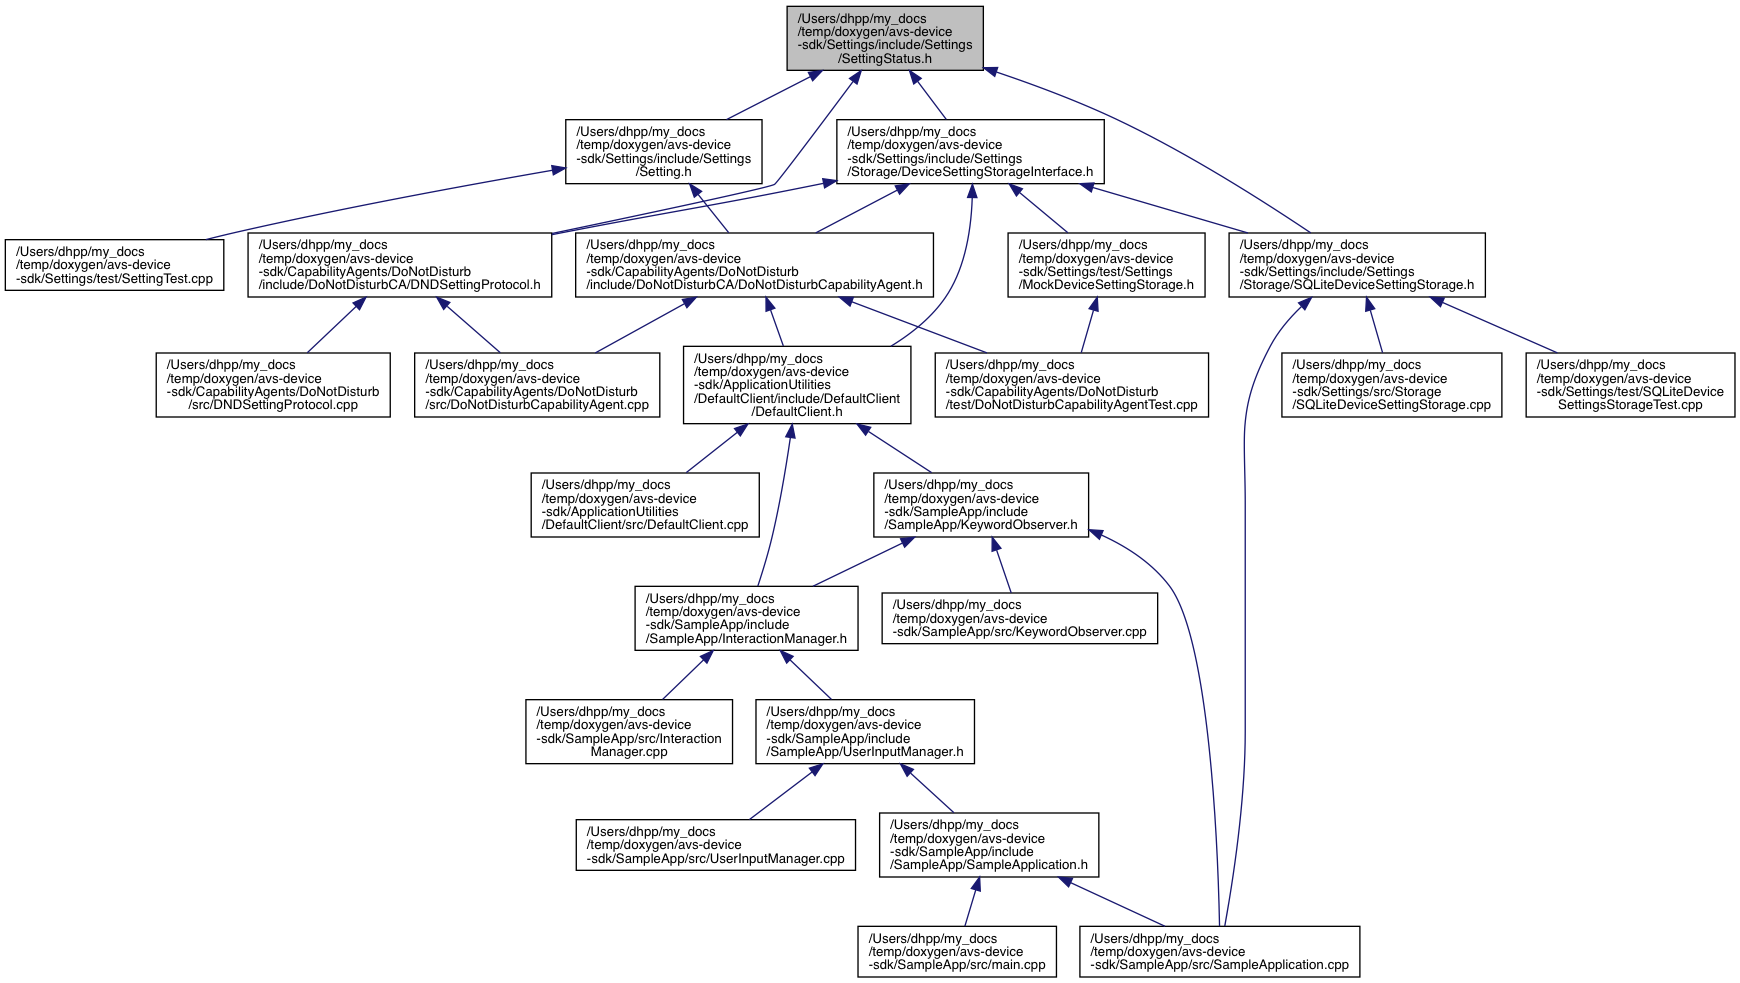 /Users/dhpp/my_docs
/temp/doxygen/avs-device
-sdk/Settings/include/Settings
/SettingStatus.h
/Users/dhpp/my_docs
/temp/doxygen/avs-device
-sdk/Settings/include/Settings
/Setting.h
/Users/dhpp/my_docs
/temp/doxygen/avs-device
-sdk/Settings/include/Settings
/Storage/DeviceSettingStorageInterface.h
/Users/dhpp/my_docs
/temp/doxygen/avs-device
-sdk/Settings/test/SettingTest.cpp
/Users/dhpp/my_docs
/temp/doxygen/avs-device
-sdk/CapabilityAgents/DoNotDisturb
/include/DoNotDisturbCA/DNDSettingProtocol.h
/Users/dhpp/my_docs
/temp/doxygen/avs-device
-sdk/CapabilityAgents/DoNotDisturb
/include/DoNotDisturbCA/DoNotDisturbCapabilityAgent.h
/Users/dhpp/my_docs
/temp/doxygen/avs-device
-sdk/Settings/test/Settings
/MockDeviceSettingStorage.h
/Users/dhpp/my_docs
/temp/doxygen/avs-device
-sdk/Settings/include/Settings
/Storage/SQLiteDeviceSettingStorage.h
/Users/dhpp/my_docs
/temp/doxygen/avs-device
-sdk/CapabilityAgents/DoNotDisturb
/src/DNDSettingProtocol.cpp
/Users/dhpp/my_docs
/temp/doxygen/avs-device
-sdk/CapabilityAgents/DoNotDisturb
/src/DoNotDisturbCapabilityAgent.cpp
/Users/dhpp/my_docs
/temp/doxygen/avs-device
-sdk/ApplicationUtilities
/DefaultClient/include/DefaultClient
/DefaultClient.h
/Users/dhpp/my_docs
/temp/doxygen/avs-device
-sdk/CapabilityAgents/DoNotDisturb
/test/DoNotDisturbCapabilityAgentTest.cpp
/Users/dhpp/my_docs
/temp/doxygen/avs-device
-sdk/Settings/src/Storage
/SQLiteDeviceSettingStorage.cpp
/Users/dhpp/my_docs
/temp/doxygen/avs-device
-sdk/Settings/test/SQLiteDevice
SettingsStorageTest.cpp
/Users/dhpp/my_docs
/temp/doxygen/avs-device
-sdk/ApplicationUtilities
/DefaultClient/src/DefaultClient.cpp
/Users/dhpp/my_docs
/temp/doxygen/avs-device
-sdk/SampleApp/include
/SampleApp/KeywordObserver.h
/Users/dhpp/my_docs
/temp/doxygen/avs-device
-sdk/SampleApp/include
/SampleApp/InteractionManager.h
/Users/dhpp/my_docs
/temp/doxygen/avs-device
-sdk/SampleApp/src/KeywordObserver.cpp
/Users/dhpp/my_docs
/temp/doxygen/avs-device
-sdk/SampleApp/src/Interaction
Manager.cpp
/Users/dhpp/my_docs
/temp/doxygen/avs-device
-sdk/SampleApp/include
/SampleApp/UserInputManager.h
/Users/dhpp/my_docs
/temp/doxygen/avs-device
-sdk/SampleApp/src/UserInputManager.cpp
/Users/dhpp/my_docs
/temp/doxygen/avs-device
-sdk/SampleApp/include
/SampleApp/SampleApplication.h
/Users/dhpp/my_docs
/temp/doxygen/avs-device
-sdk/SampleApp/src/main.cpp
/Users/dhpp/my_docs
/temp/doxygen/avs-device
-sdk/SampleApp/src/SampleApplication.cpp